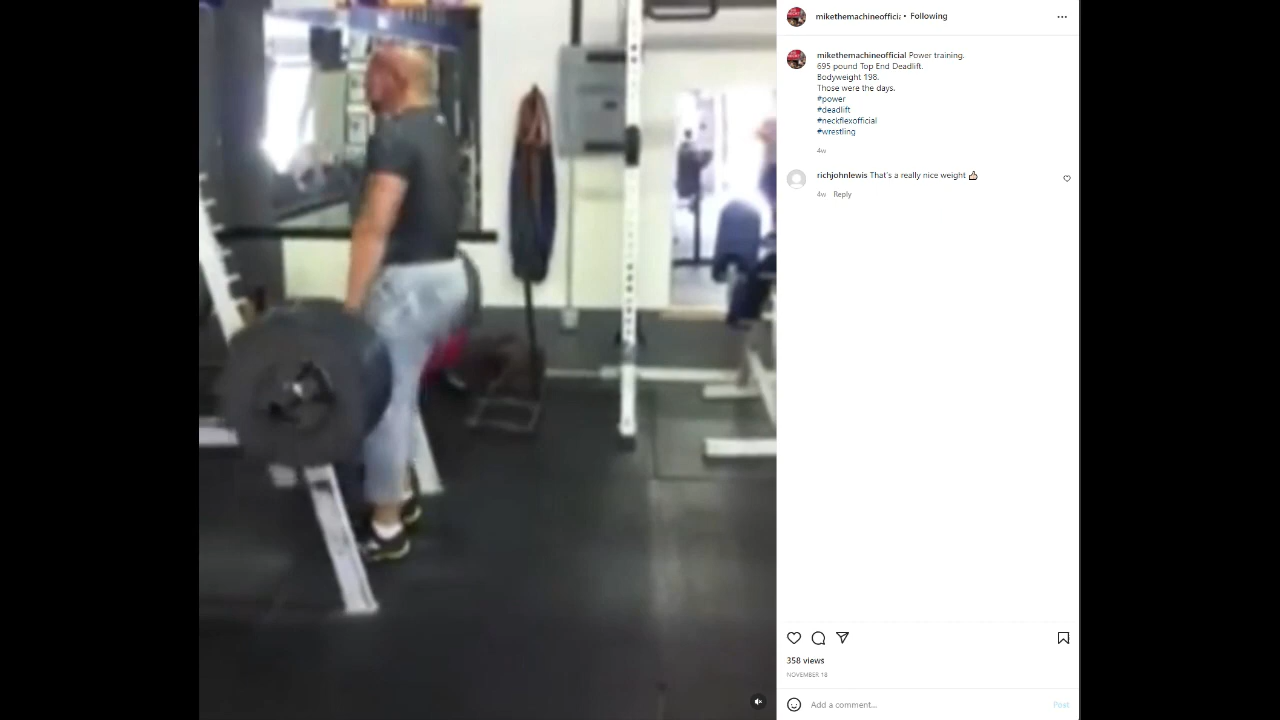 mikethemachineofficia • Following
mikethemachineofficial Power training.
695 pound Top End Deadlift.
Bodyweight 198.
Those were the days.
#power
#deadlift
#neckflexofficial
#wrestling
4w
richjohnlewis That's a really nice weight 👍
4w Reply
358 views
NOVEMBER 18
Add a comment...
Post